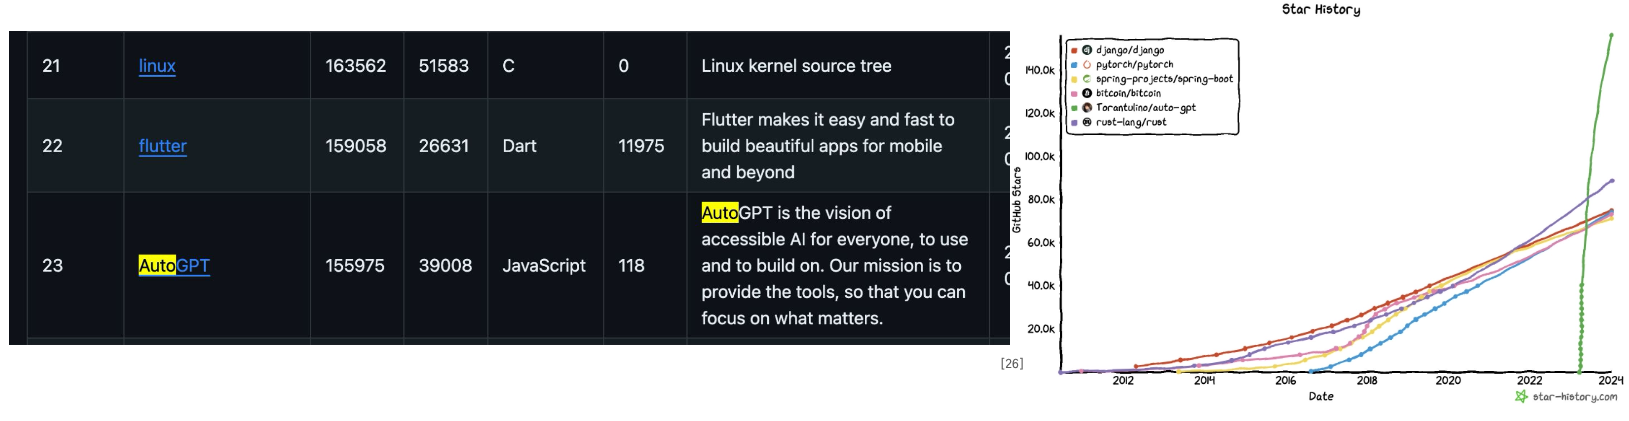 21 linux 163562 51583 C 0 Linux kernel source tree
22 flutter 159058 26631 Dart 11975 Flutter makes it easy and fast to
build beautiful apps for mobile
and beyond
23 AutoGPT 155975 39008 JavaScript 118 AutoGPT is the vision of
accessible AI for everyone, to use
and to build on. Our mission is to
provide the tools, so that you can
focus on what matters.
[26]
Star History
django/django
pytorch/pytorch
spring-projects/spring-boot
bitcoin/bitcoin
Torantulino/auto-gpt
rust-lang/rust
GitHub Stars
140.0k
120.0k
100.0k
80.0k
60.0k
40.0k
20.0k
2012 2014 2016 2018 2020 2022 2024
Date
star-history.com